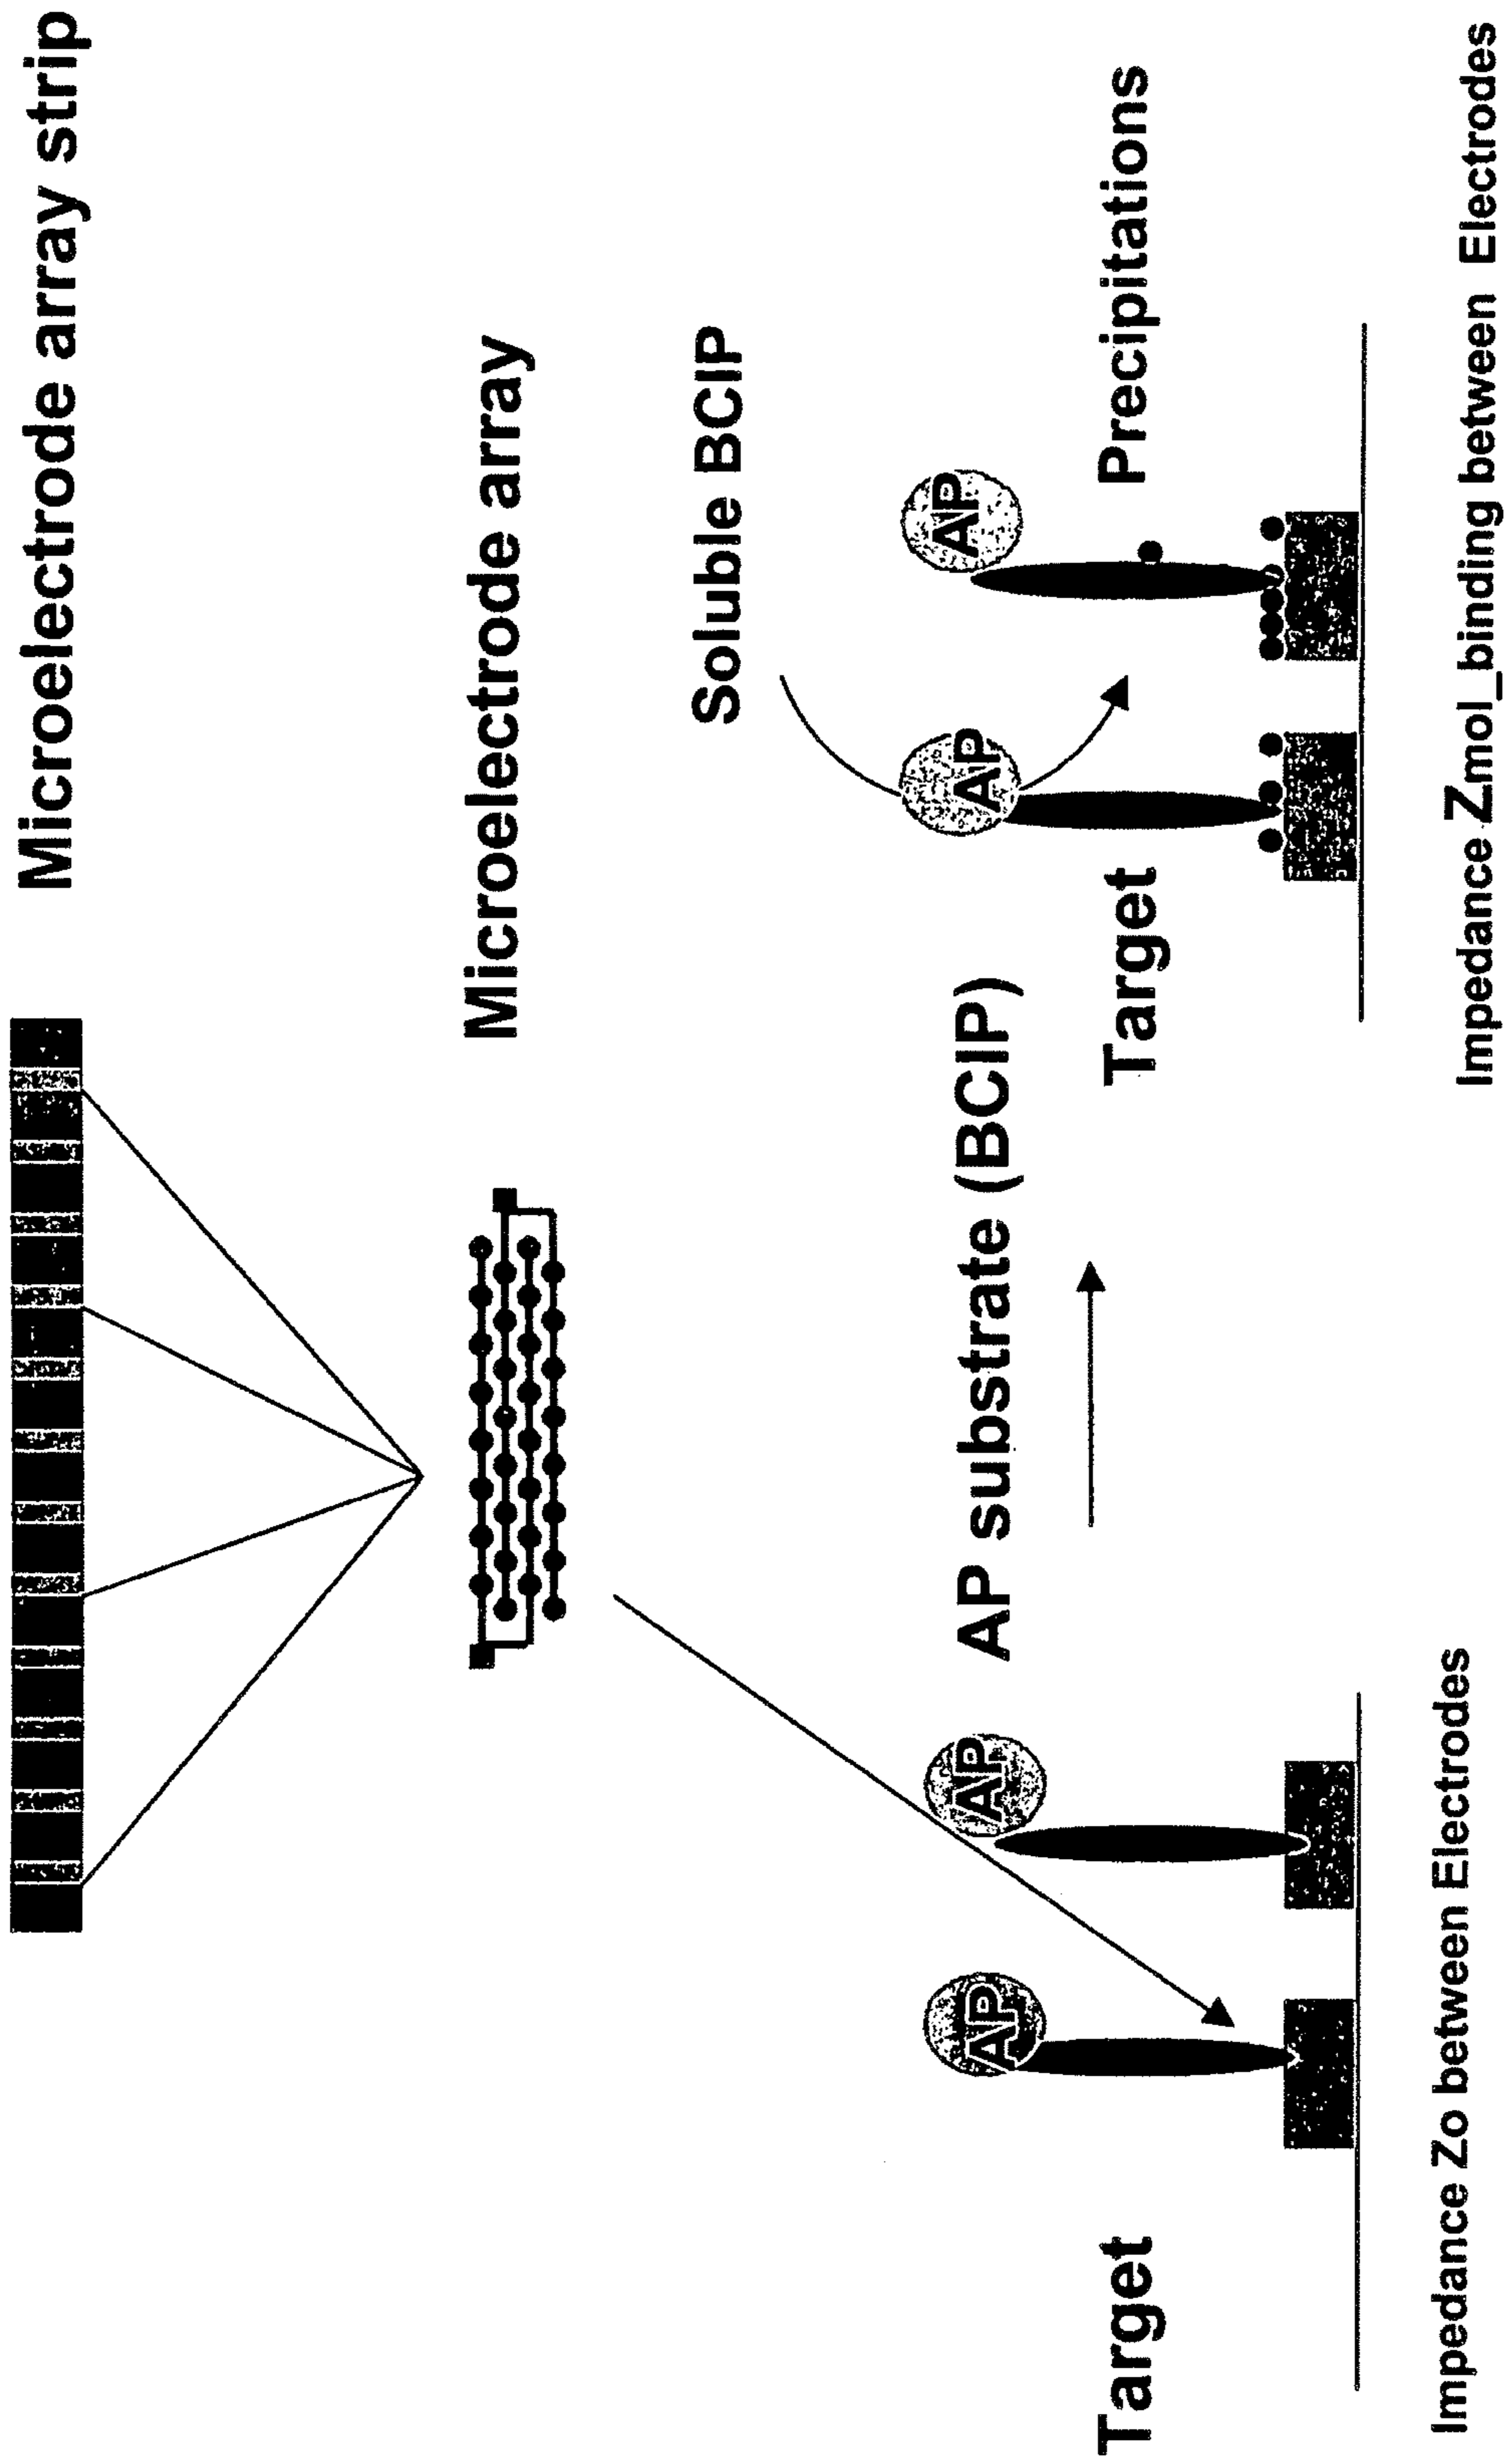 Microelectrode array strip
Microelectrode array
Soluble BCIP
AP
AP
AP substrate (BCIP)
AP
AP
Target
Target
Precipitations
Impedance Zo between Electrodes
Impedance Zmol_binding between Electrodes